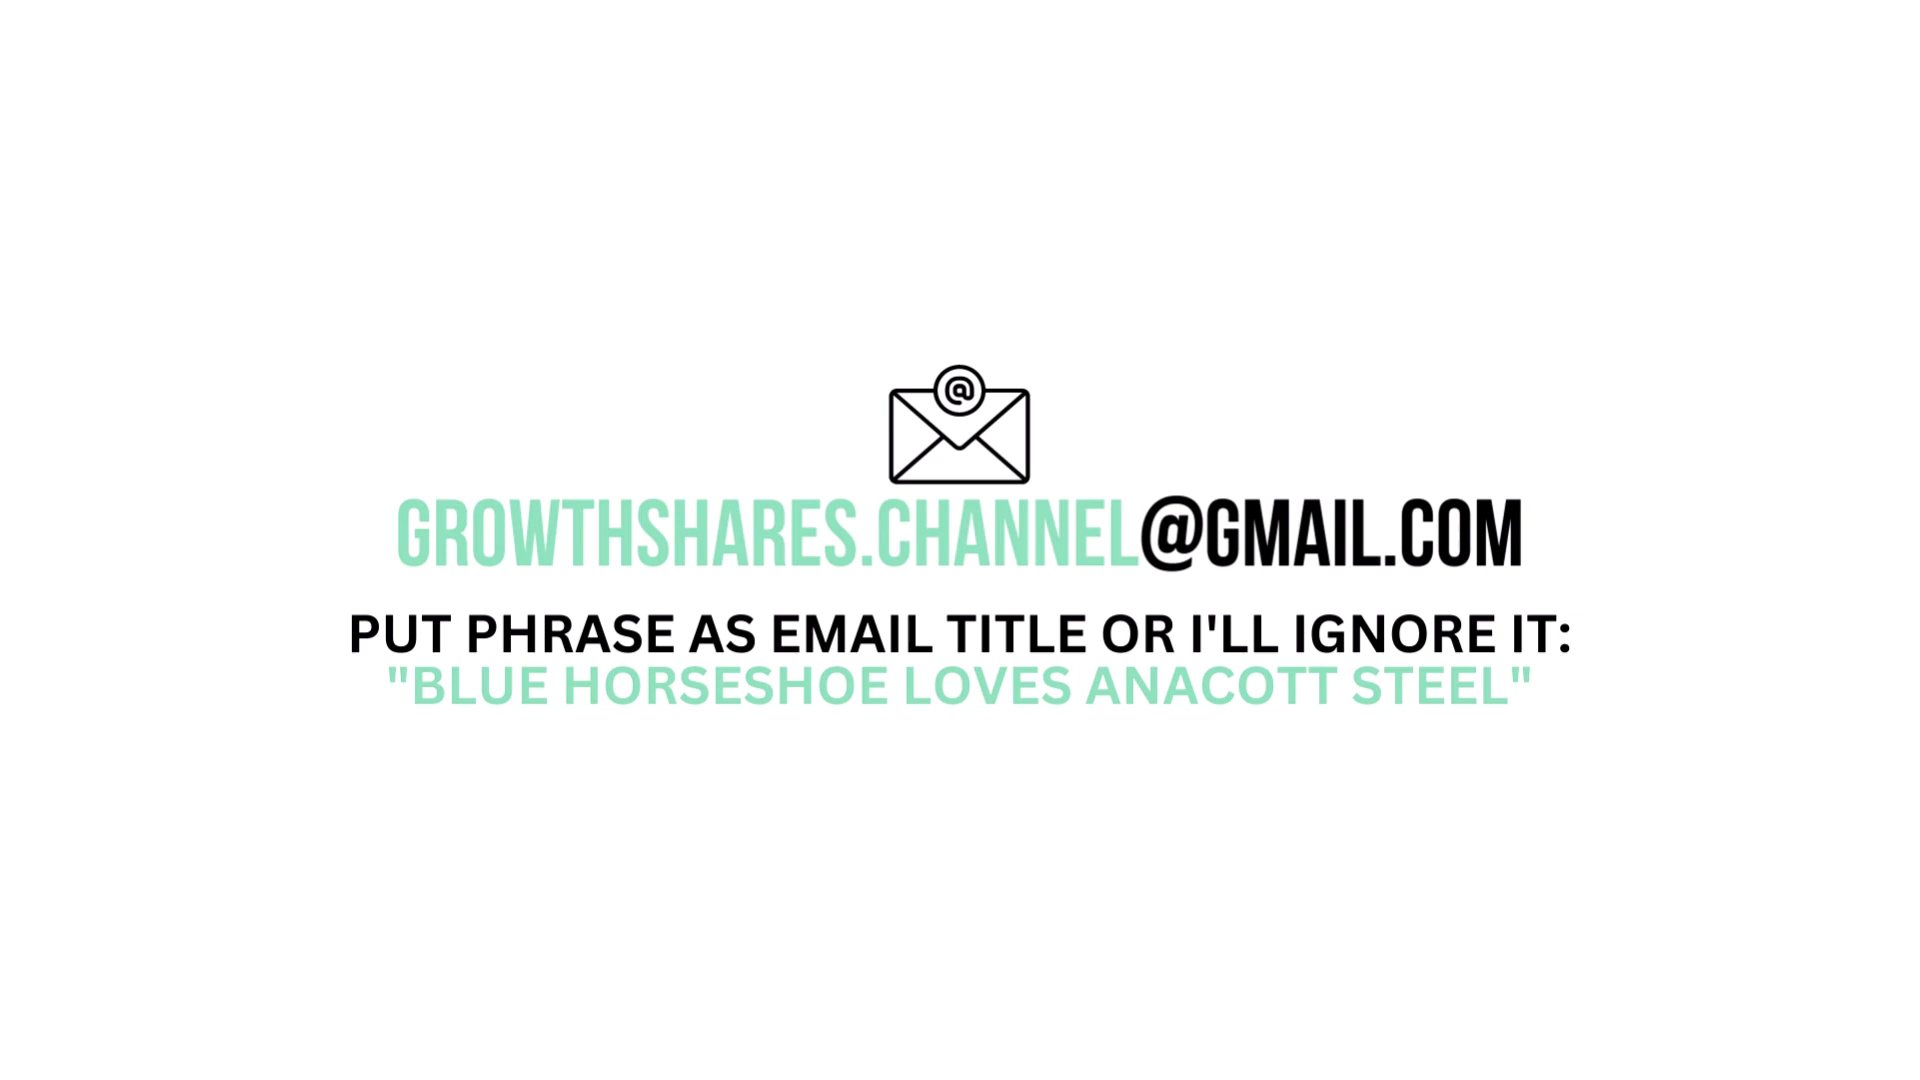 @
GROWTHSHARES.CHANNEL@GMAIL.COM
PUT PHRASE AS EMAIL TITLE OR I'LL IGNORE IT:
"BLUE HORSESHOE LOVES ANACOTT STEEL"